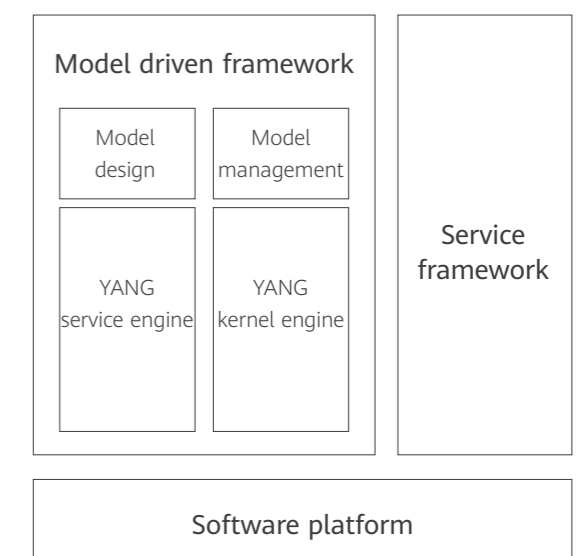 Model driven framework
Model
design
Model
management
YANG
service engine
YANG
kernel engine
Service
framework
Software platform